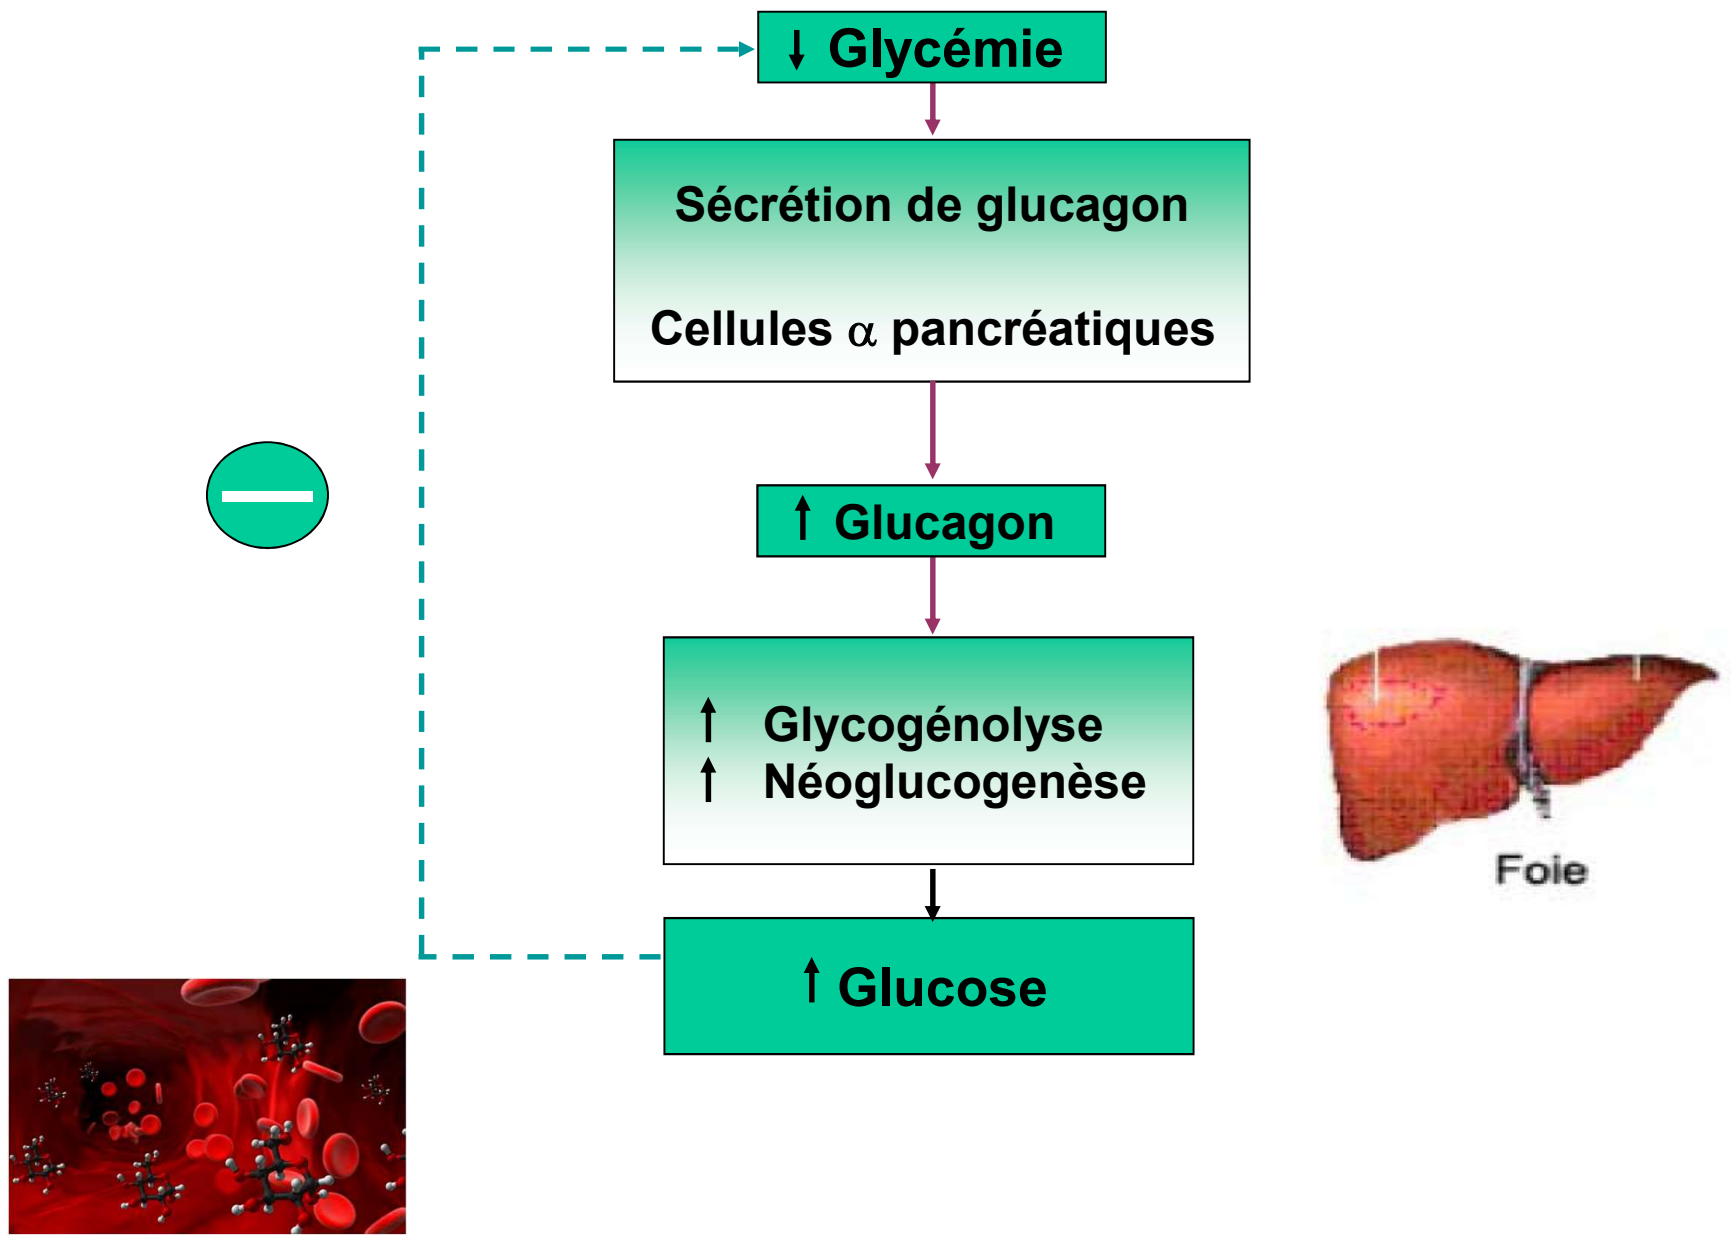 ↓ Glycémie
Sécrétion de glucagon
Cellules α pancréatiques
↑ Glucagon
↑ Glycogénolyse
↑ Néoglucogenèse
Foie
↑ Glucose